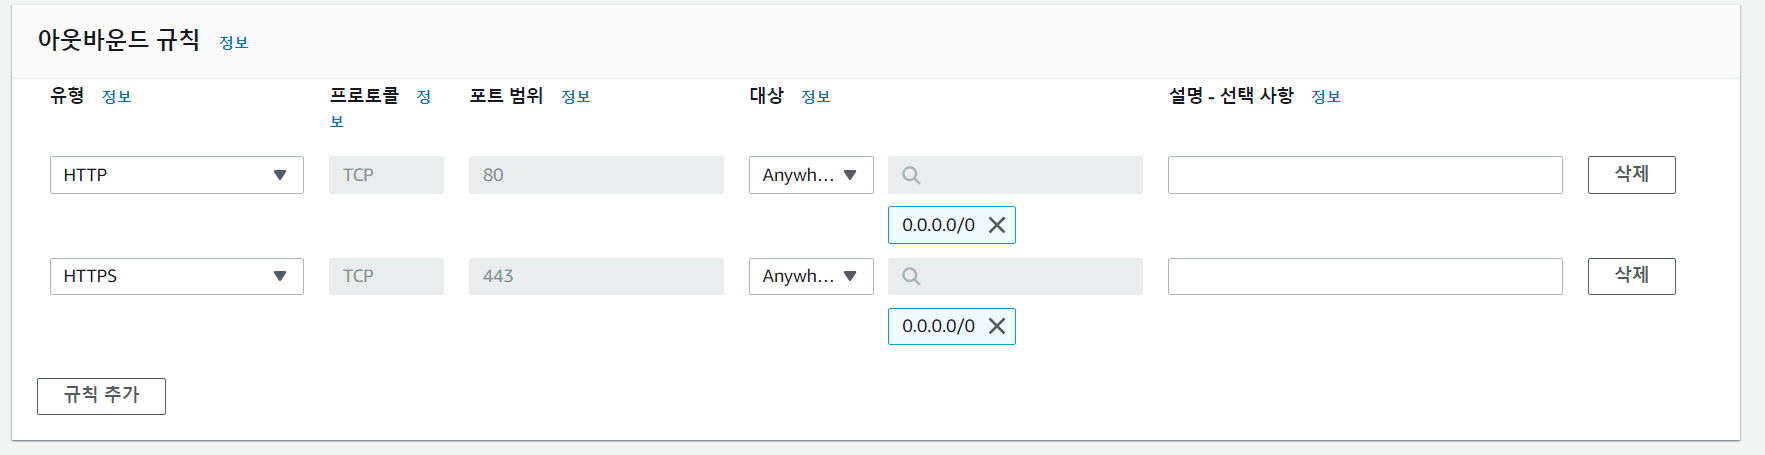 아웃바운드 규칙 정보
유형 정보 프로토콜 정 포트 범위 정보 대상 정보 설명 - 선택 사항 정보
보
HTTP TCP 80 Anywh... 삭제
0.0.0.0/0
HTTPS TCP 443 Anywh... 삭제
0.0.0.0/0
규칙 추가